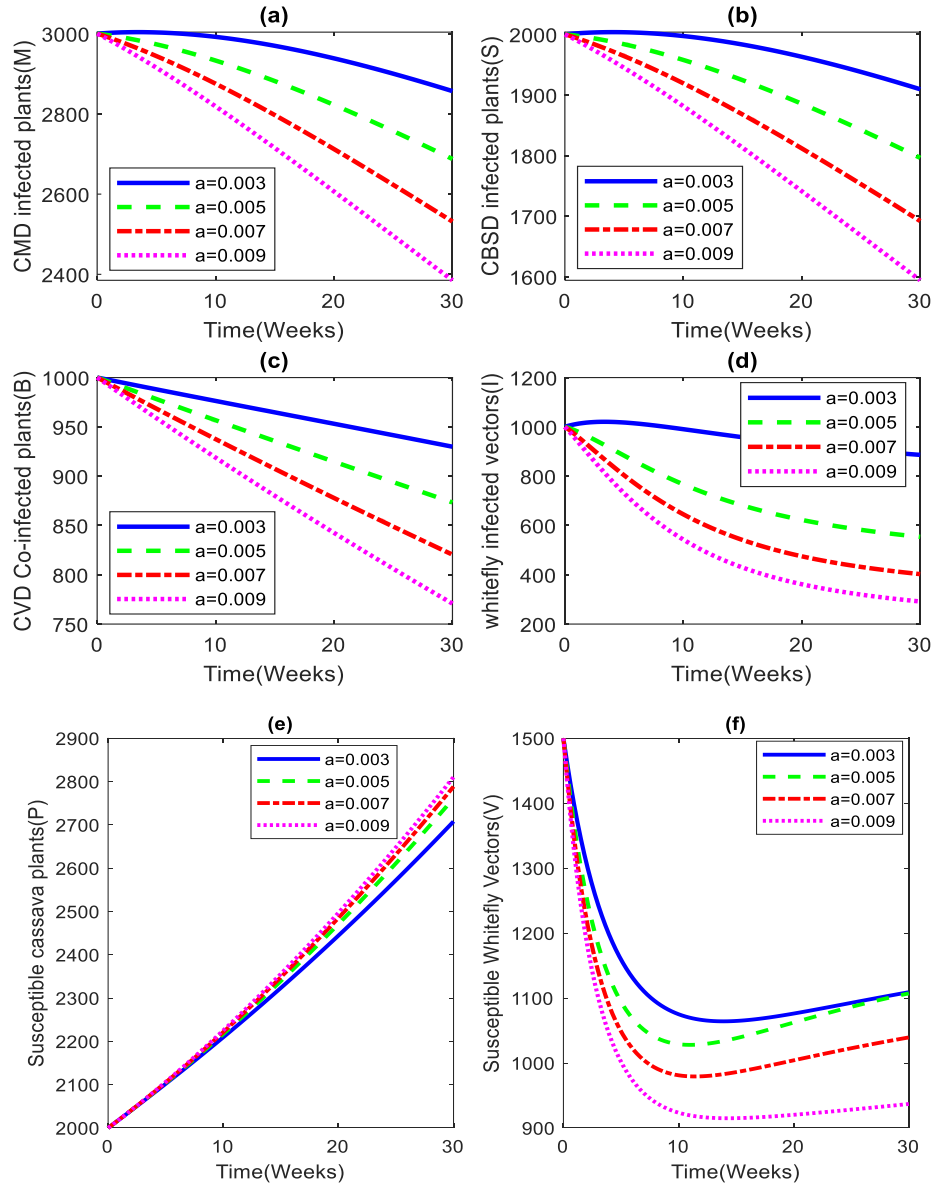 (a)
CMD infected plants(M)
3000
2800
2600
2400
a=0.003
a=0.005
a=0.007
a=0.009
0
10
20
30
Time(Weeks)
(b)
CBSD infected plants(S)
2000
1900
1800
1700
1600
a=0.003
a=0.005
a=0.007
a=0.009
0
10
20
30
Time(Weeks)
(c)
CVD Co-infected plants(B)
1000
950
900
850
800
750
a=0.003
a=0.005
a=0.007
a=0.009
0
10
20
30
Time(Weeks)
(d)
whitefly infected vectors(I)
1200
1000
800
600
400
200
a=0.003
a=0.005
a=0.007
a=0.009
0
10
20
30
Time(Weeks)
(e)
Susceptible cassava plants(P)
2900
2800
2700
2600
2500
2400
2300
2200
2100
2000
a=0.003
a=0.005
a=0.007
a=0.009
0
10
20
30
Time(Weeks)
(f)
Susceptible Whitefly Vectors(V)
1500
1400
1300
1200
1100
1000
900
a=0.003
a=0.005
a=0.007
a=0.009
0
10
20
30
Time(Weeks)